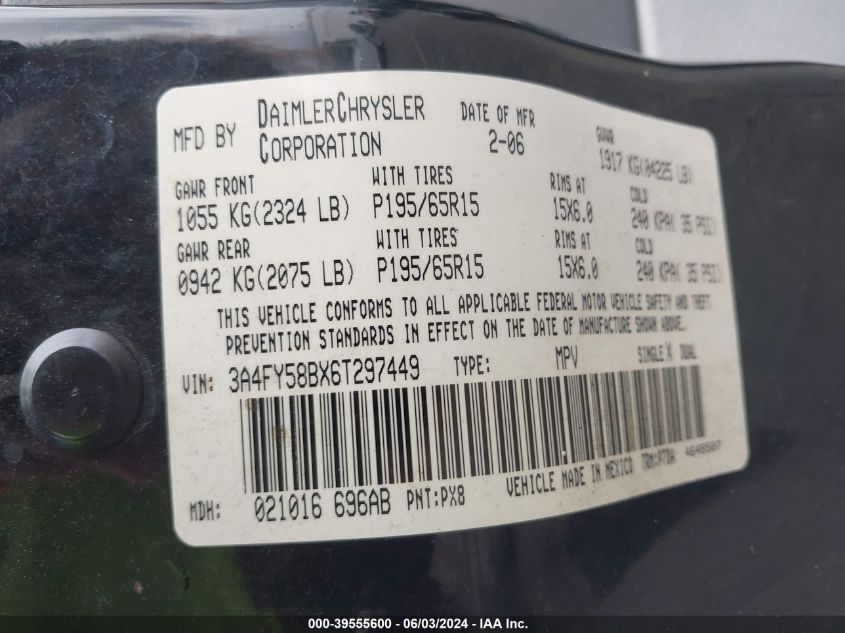 MFD BY DAIMLERCHRYSLER CORPORATION DATE OF MFR 2-06 GVWR 1917 KG(04225 LB)
GAWR FRONT WITH TIRES RIMS AT COLD
1055 KG(2324 LB) P195/65R15 15X6.0 240 KPA( 35 PSI)
GAWR REAR WITH TIRES RIMS AT COLD
0942 KG(2075 LB) P195/65R15 15X6.0 240 KPA( 35 PSI)
THIS VEHICLE CONFORMS TO ALL APPLICABLE FEDERAL MOTOR VEHICLE SAFETY AND THEFT
PREVENTION STANDARDS IN EFFECT ON THE DATE OF MANUFACTURE SHOWN ABOVE.
VIN: 3A4FY58BX6T297449 TYPE: MPV SINGLE X DUAL
MDH: 021016 696AB PNT:PX8 VEHICLE MADE IN MEXICO TRM:P7DA 4648507
000-39555600 - 06/03/2024 - IAA Inc.